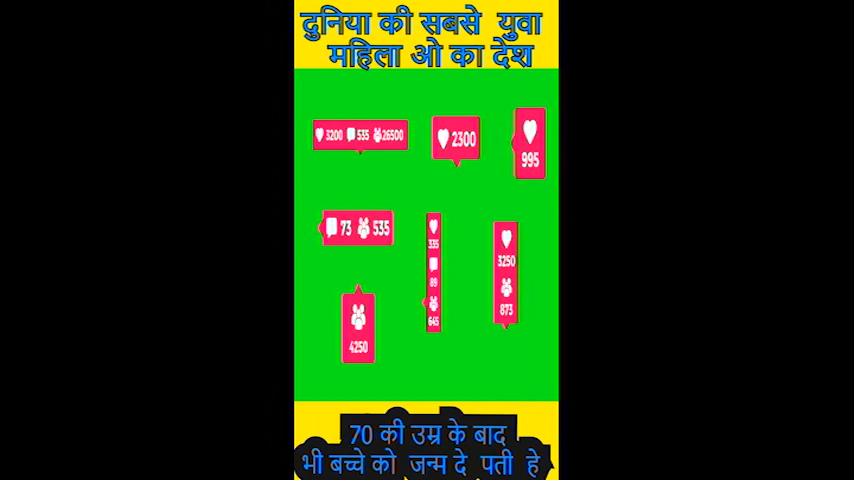 दुनिया की सबसे युवा
महिला ओ का देश
3200 535 26500
2300
995
73 535
335
89
645
3250
873
4250
70 की उम्र के बाद
भी बच्चे को जन्म दे पती हे